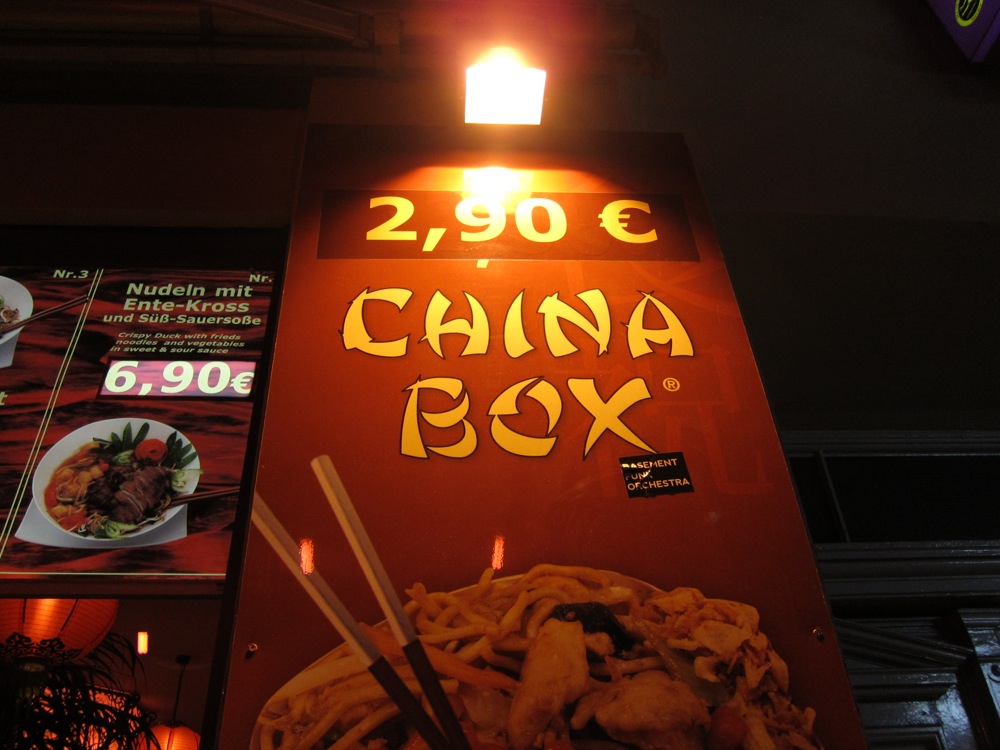 Nr.3
Nr.
Nudeln mit
Ente-Kross
und Süß-Sauersoße
Crispy Duck with frieds
noodles and vegetables
in sweet & sour sauce
6,90€
2,90 €
CHINA
BOX®
BASEMENT
FUNK
ORCHESTRA